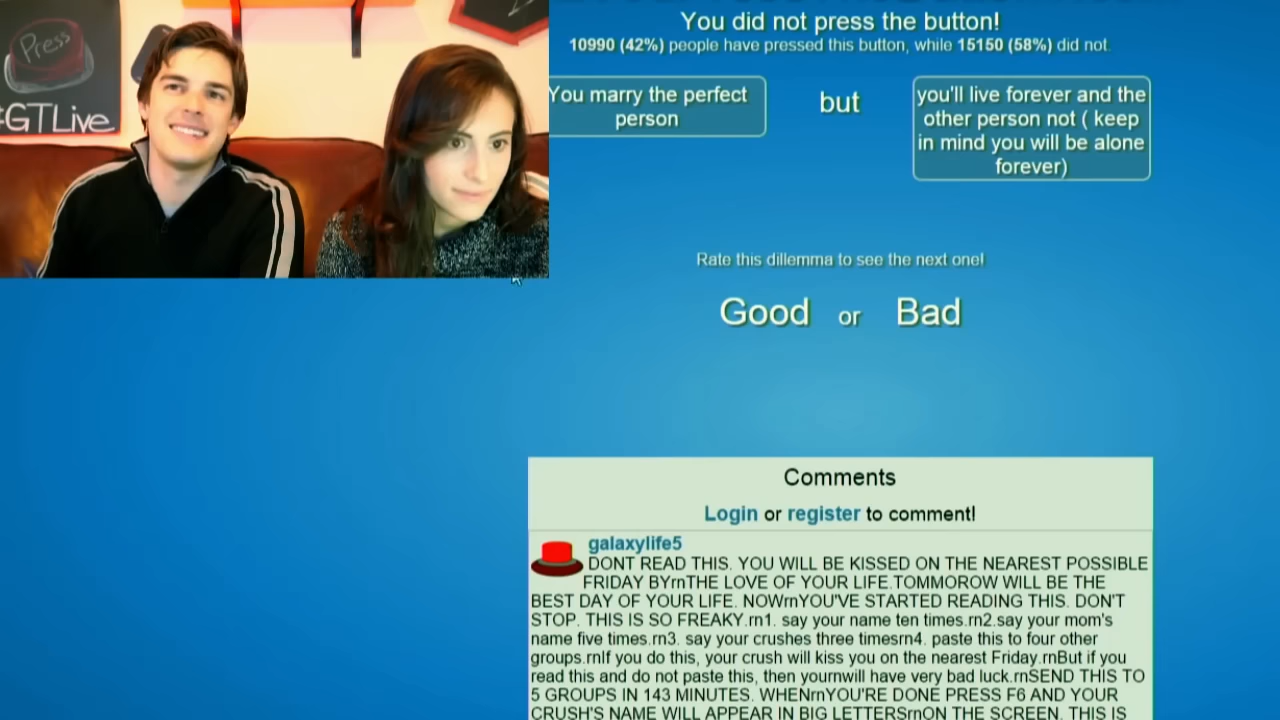 Press
#GTLive
You did not press the button!
10990 (42%) people have pressed this button, while 15150 (58%) did not.
You marry the perfect
person
but
you'll live forever and the
other person not ( keep
in mind you will be alone
forever)
Rate this dillemma to see the next one!
Good or Bad
Comments
Login or register to comment!
galaxylife5
DONT READ THIS. YOU WILL BE KISSED ON THE NEAREST POSSIBLE
FRIDAY BYrnTHE LOVE OF YOUR LIFE.TOMMOROW WILL BE THE
BEST DAY OF YOUR LIFE. NOWrnYOU'VE STARTED READING THIS. DON'T
STOP. THIS IS SO FREAKY.rn1. say your name ten times.rn2.say your mom's
name five times.rn3. say your crushes three timesrn4. paste this to four other
groups.rnIf you do this, your crush will kiss you on the nearest Friday.rnBut if you
read this and do not paste this, then yournwill have very bad luck.rnSEND THIS TO
5 GROUPS IN 143 MINUTES. WHENrnYOU'RE DONE PRESS F6 AND YOUR
CRUSH'S NAME WILL APPEAR IN BIG LETTERSrnON THE SCREEN. THIS IS